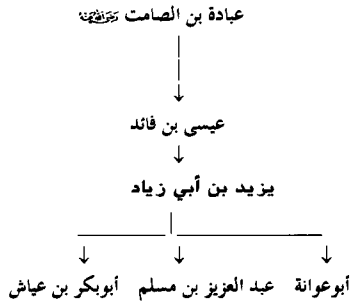 عبادة بن الصامت رضي الله عنه
عيسى بن فائد
يزيد بن أبي زياد
أبوعوانة عبد العزيز بن مسلم أبوبكر بن عياش